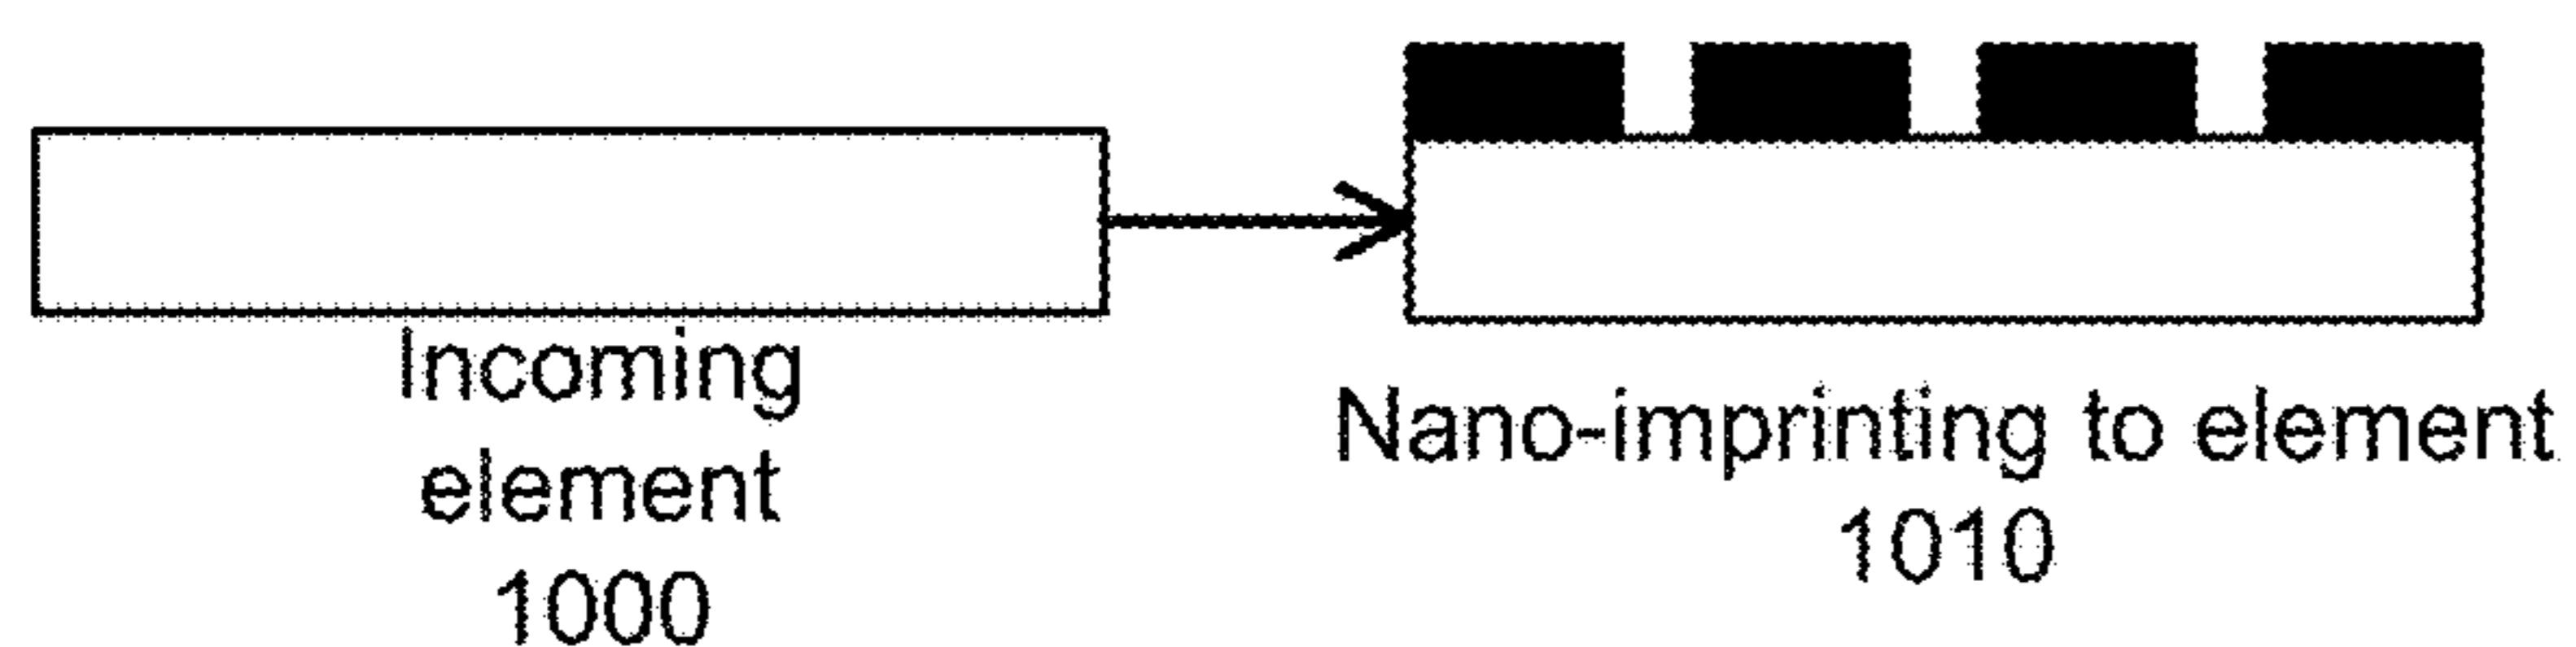 Incoming
element
1000
Nano-imprinting to element
1010